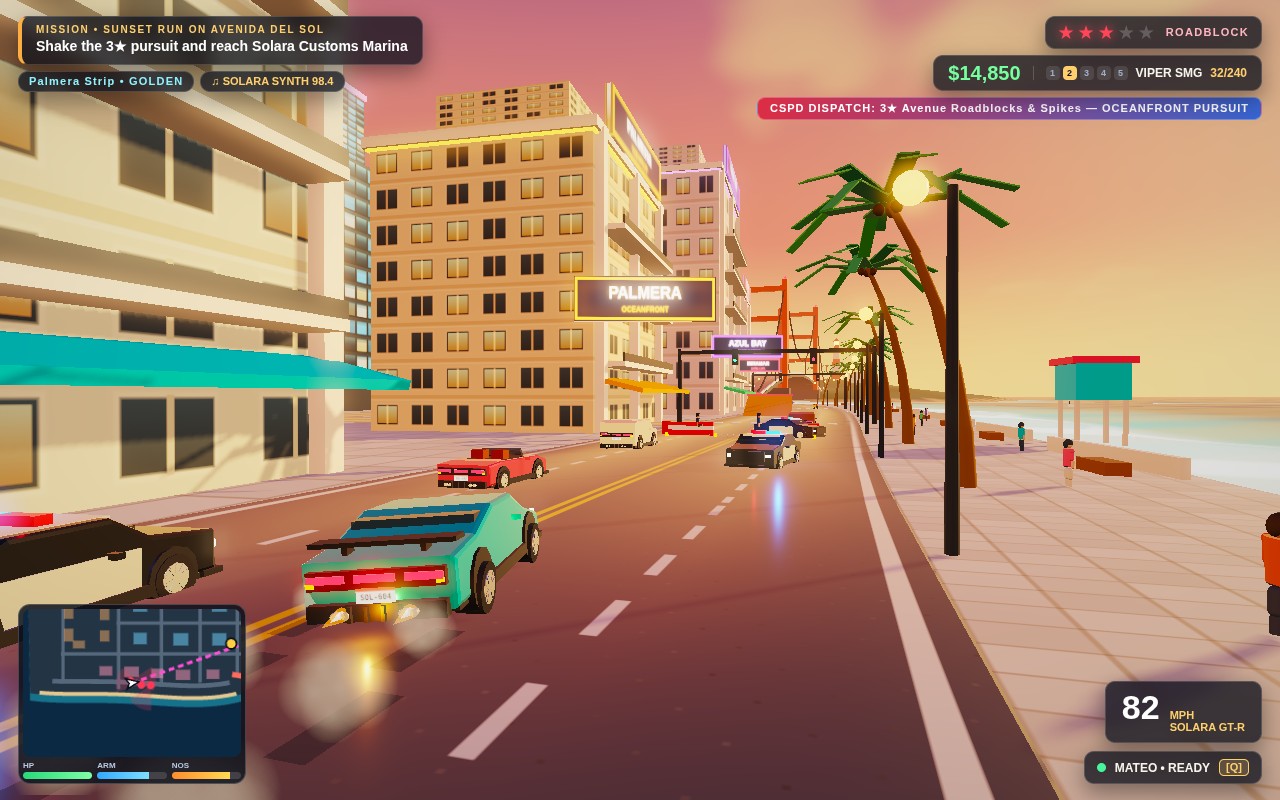 MISSION • SUNSET RUN ON AVENIDA DEL SOL
Shake the 3★ pursuit and reach Solara Customs Marina
Palmera Strip • GOLDEN
♫ SOLARA SYNTH 98.4
★★★★★ ROADBLOCK
$14,850 1 2 3 4 5 VIPER SMG 32/240
CSPD DISPATCH: 3★ Avenue Roadblocks & Spikes — OCEANFRONT PURSUIT
PALMERA
OCEANFRONT
AZUL BAY
SOL-684
HP ARM NOS
82 MPH
SOLARA GT-R
MATEO • READY [Q]